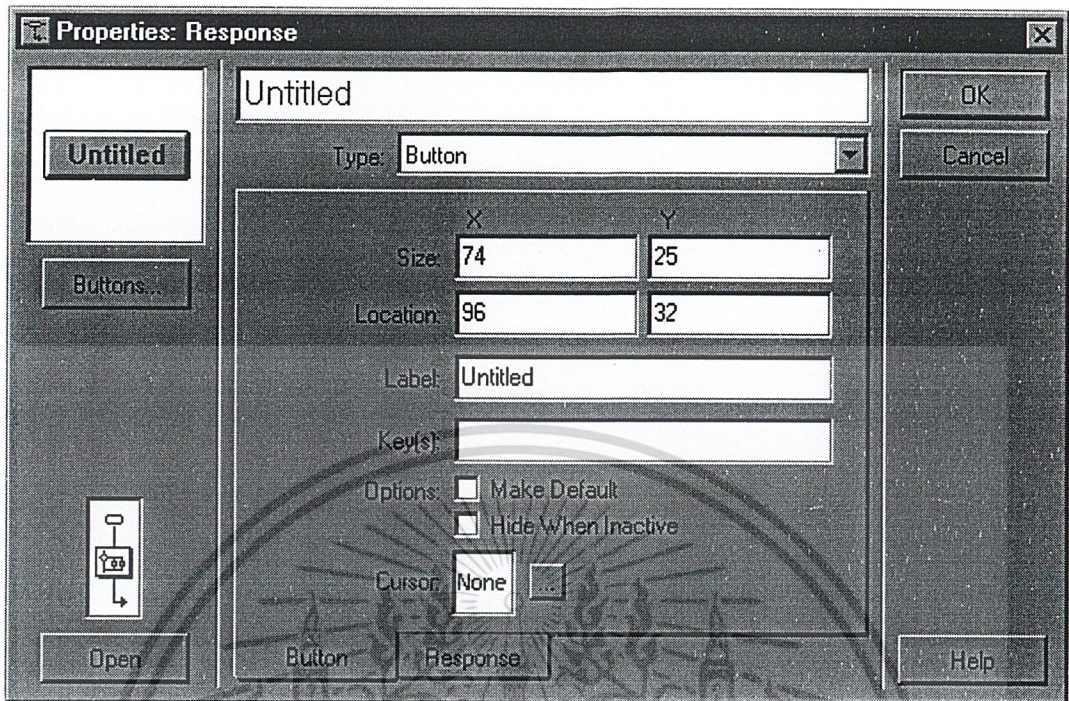 Properties: Response
Untitled
Untitled
Type: Button
OK
Cancel
Buttons...
X Y
Size: 74 25
Location: 96 32
Label: Untitled
Key(s):
Options: Make Default
Hide When Inactive
Cursor: None ...
Open
Button Response
Help